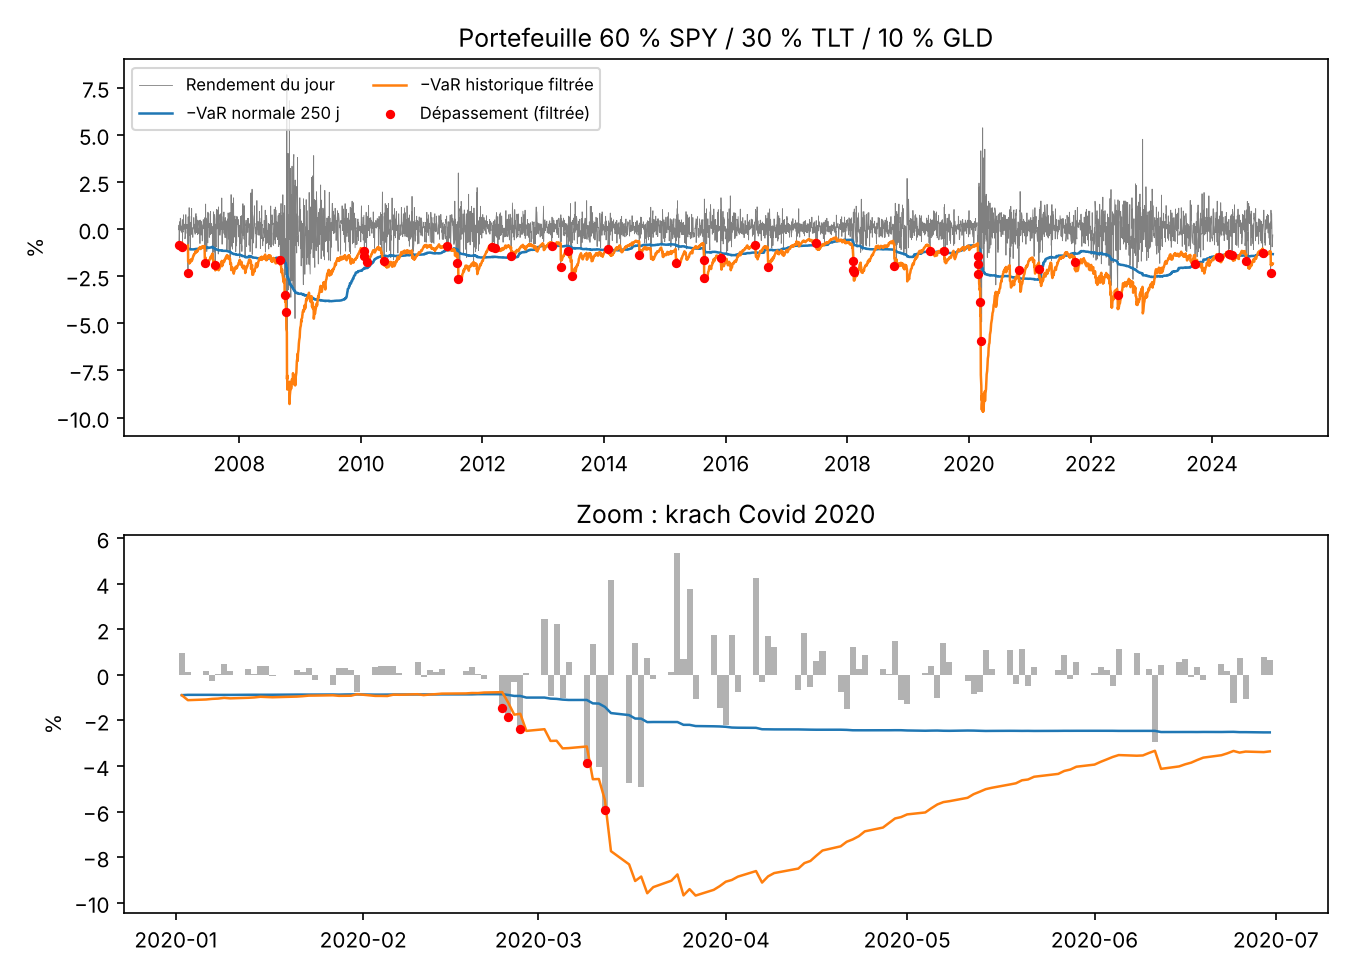 Portefeuille 60 % SPY / 30 % TLT / 10 % GLD
Rendement du jour
−VaR normale 250 j
−VaR historique filtrée
Dépassement (filtrée)
7.5
5.0
2.5
0.0
−2.5
−5.0
−7.5
−10.0
%
2008 2010 2012 2014 2016 2018 2020 2022 2024
Zoom : krach Covid 2020
6
4
2
0
−2
−4
−6
−8
−10
%
2020-01 2020-02 2020-03 2020-04 2020-05 2020-06 2020-07